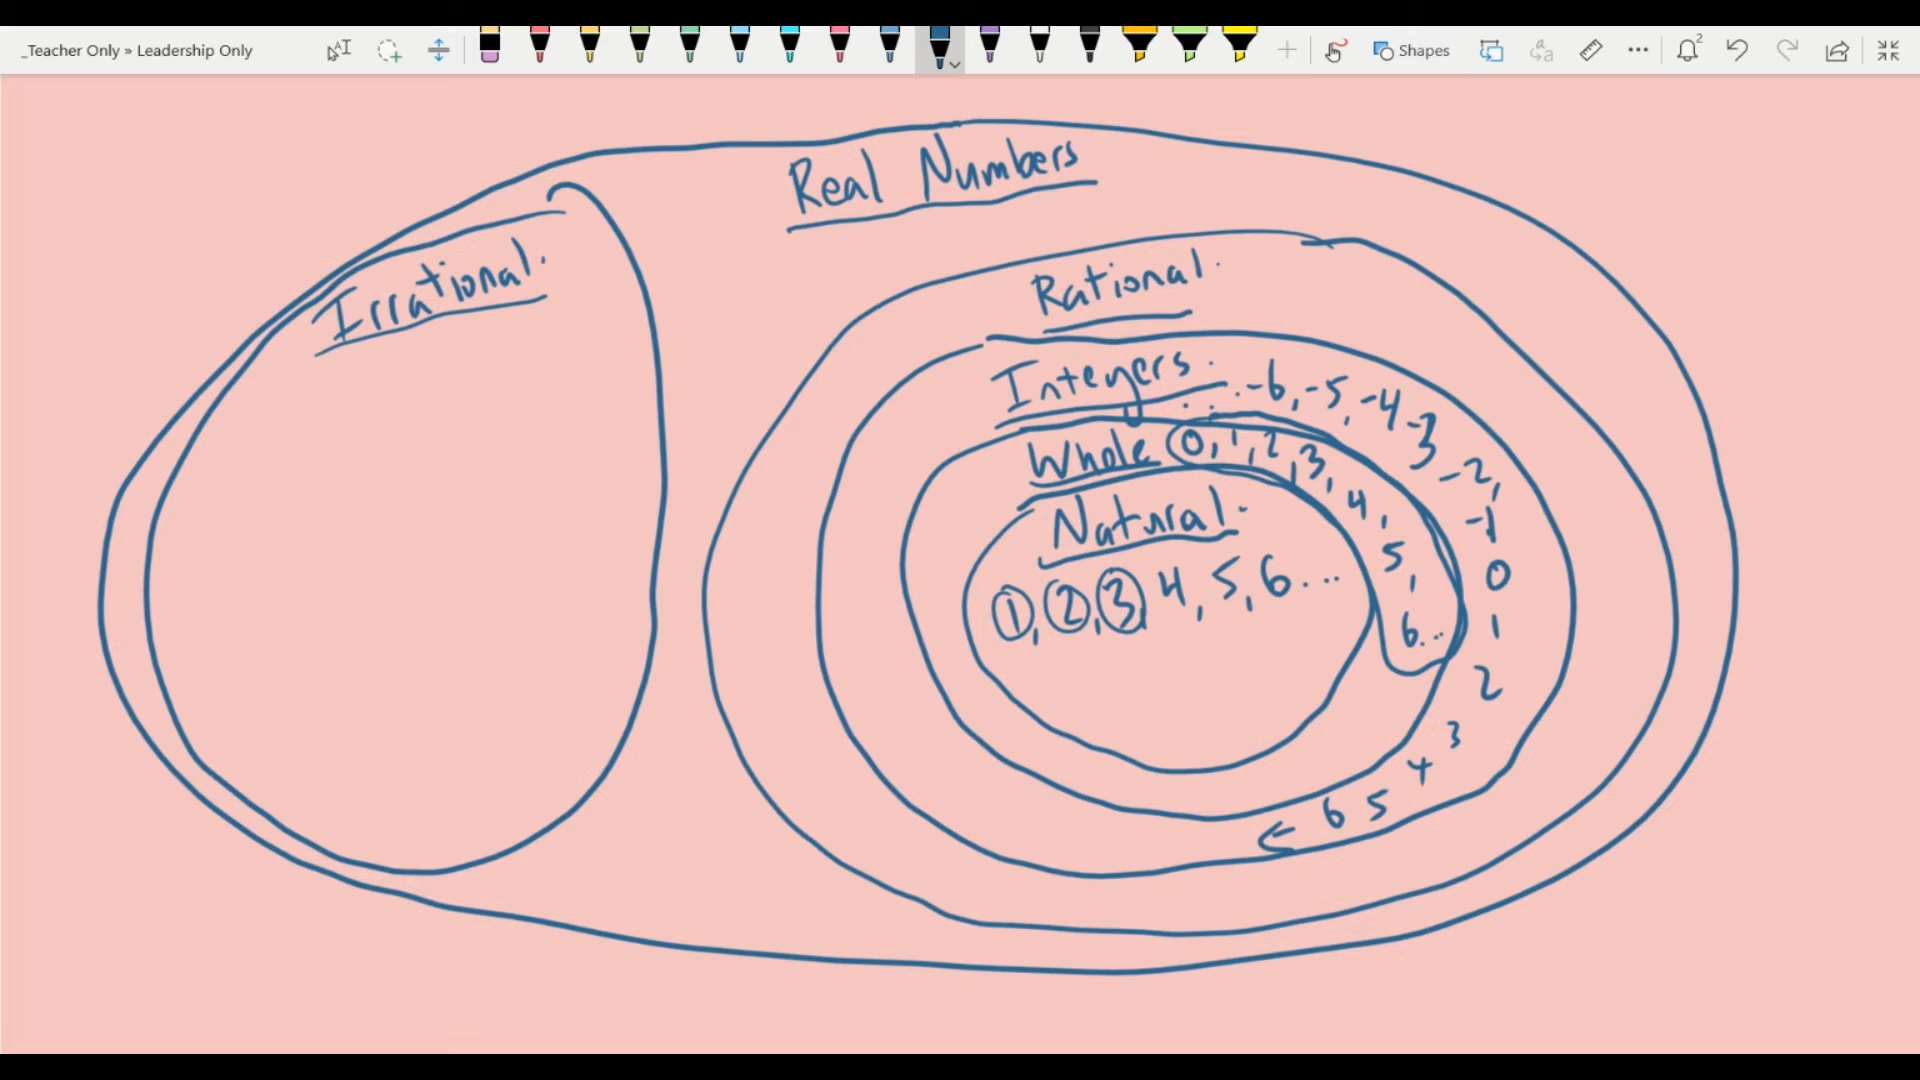 _Teacher Only » Leadership Only
Shapes
2
Real Numbers
Irrational.
Rational.
Integers. ...-6, -5, -4 -3 -2, -1 0 1 2 3 4 5 6
Whole 0, 1, 2, 3, 4, 5, 6...
Natural.
1, 2, 3, 4, 5, 6...